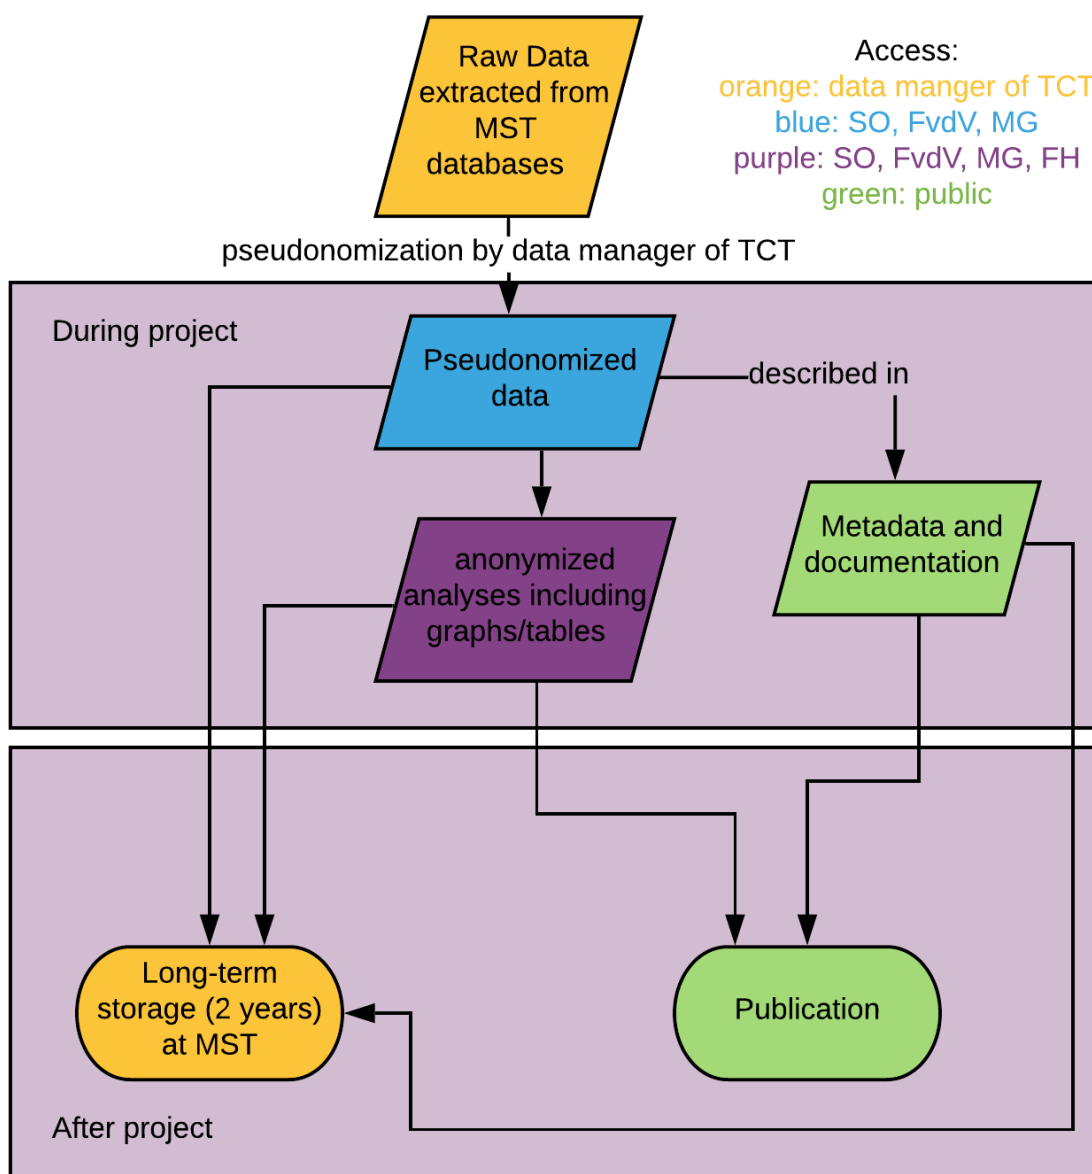 Raw Data
extracted from
MST
databases
Access:
orange: data manger of TCT
blue: SO, FvdV, MG
purple: SO, FvdV, MG, FH
green: public
pseudonomization by data manager of TCT
During project
Pseudonomized
data
described in
Metadata and
documentation
anonymized
analyses including
graphs/tables
Long-term
storage (2 years)
at MST
Publication
After project